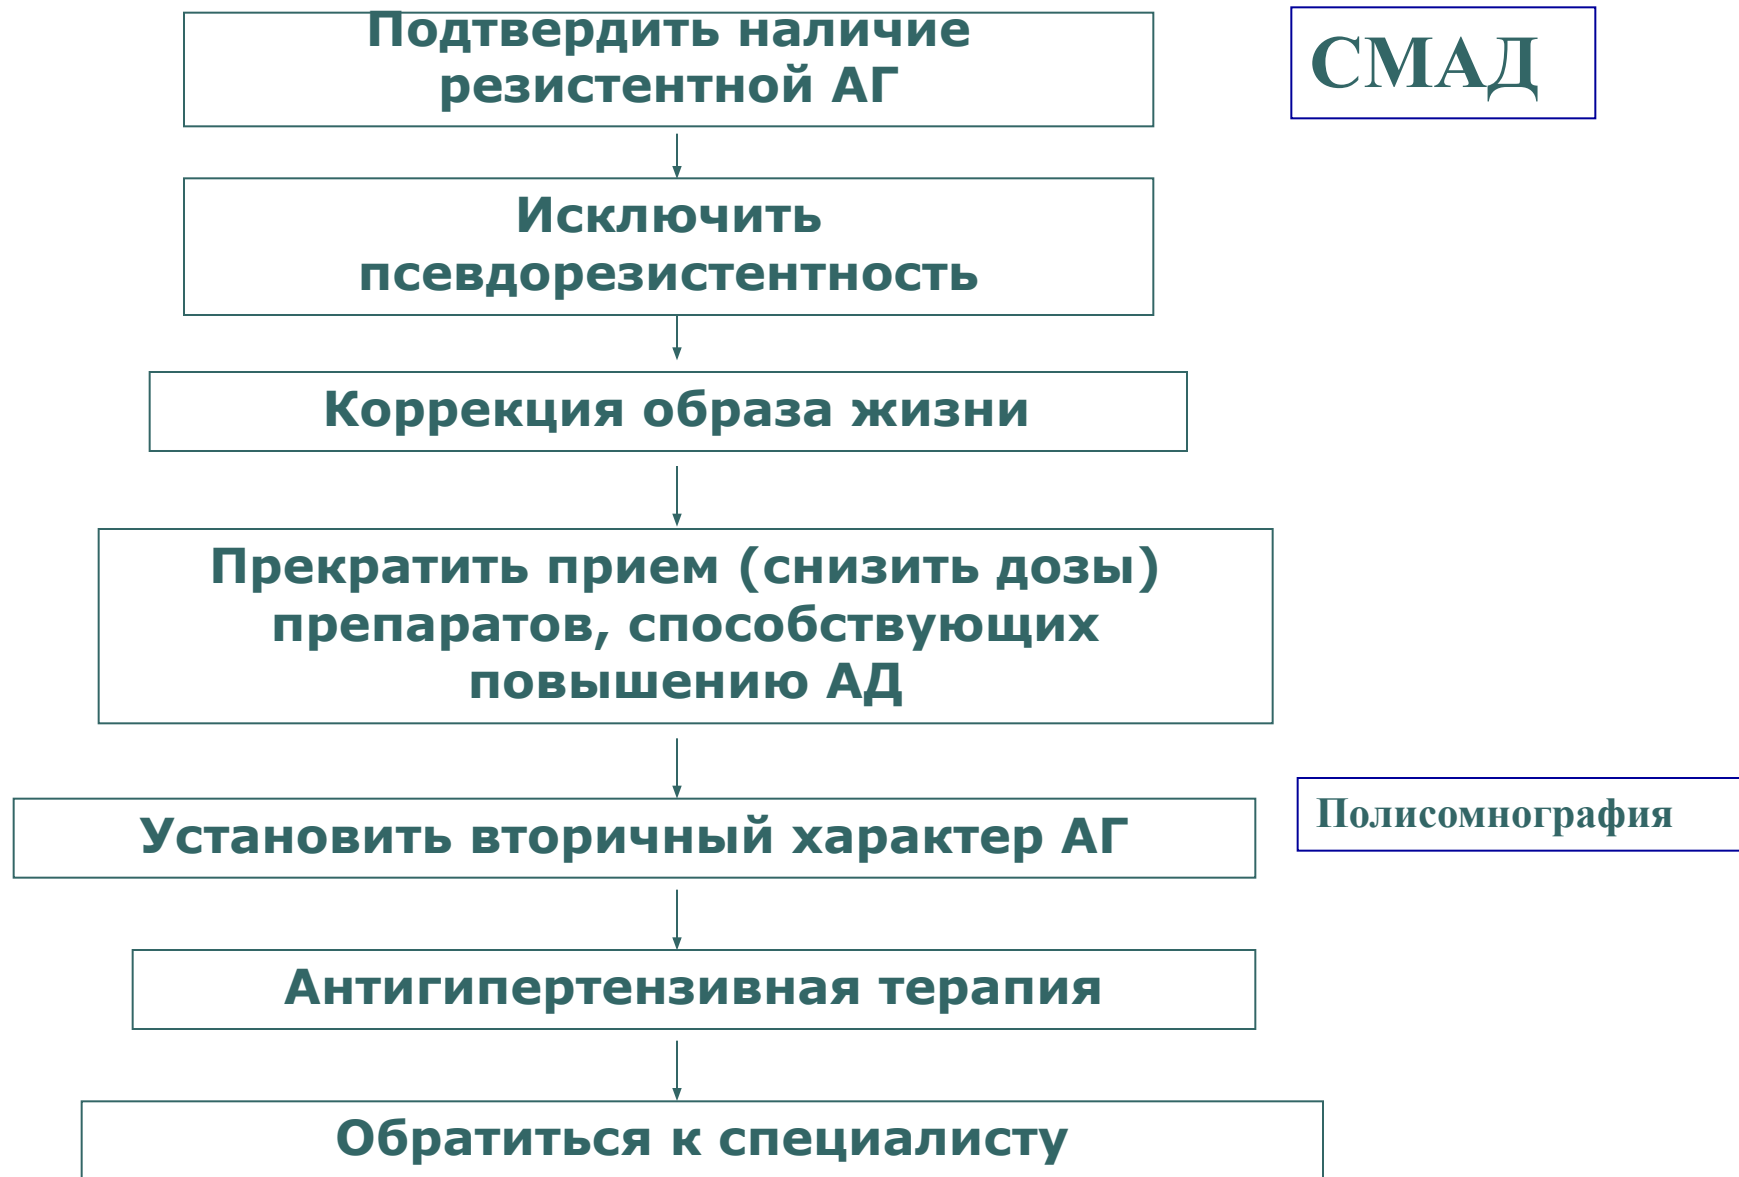 Подтвердить наличие
резистентной АГ
СМАД
Исключить
псевдорезистентность
Коррекция образа жизни
Прекратить прием (снизить дозы)
препаратов, способствующих
повышению АД
Установить вторичный характер АГ
Полисомнография
Антигипертензивная терапия
Обратиться к специалисту